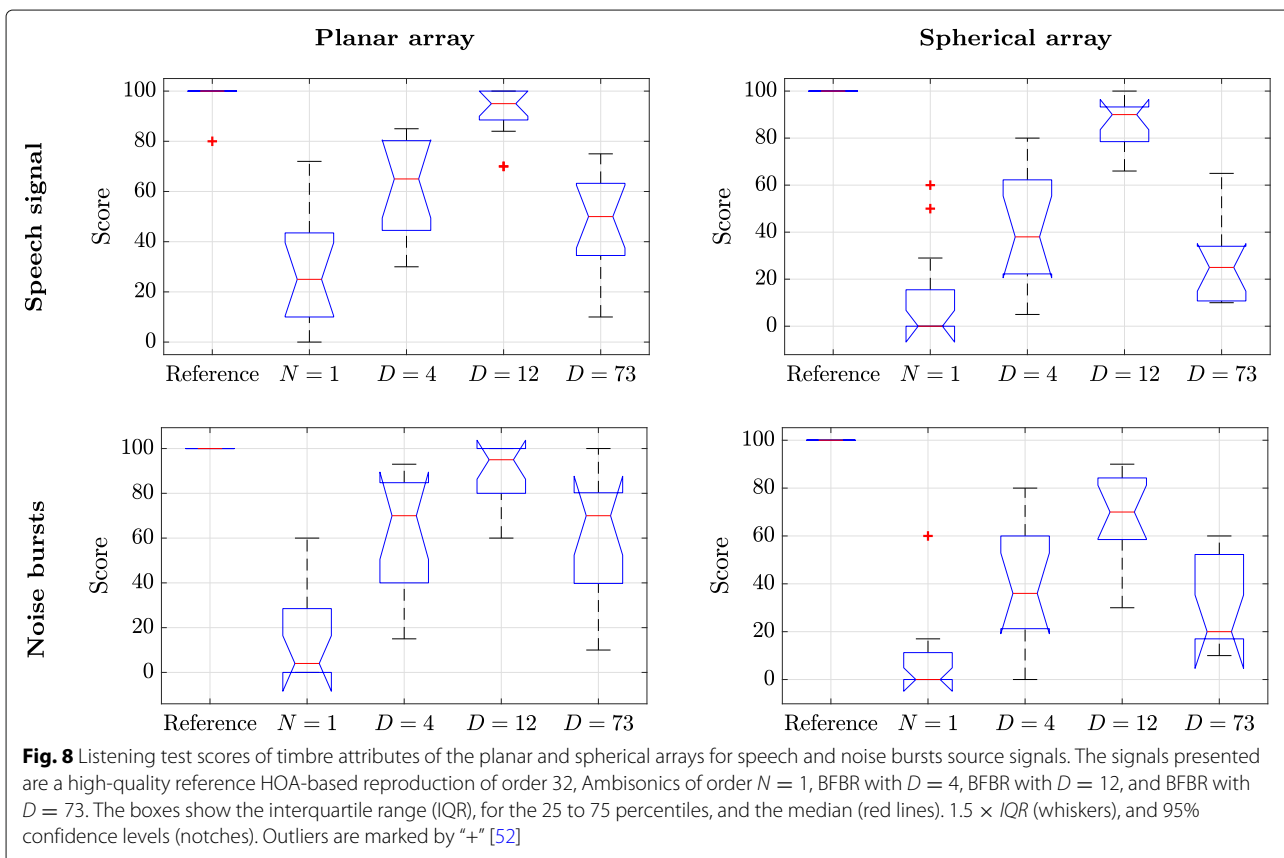 Planar array
Spherical array
Speech signal
Score
100
80
60
40
20
0
Reference N = 1 D = 4 D = 12 D = 73
Score
100
80
60
40
20
0
Reference N = 1 D = 4 D = 12 D = 73
Noise bursts
Score
100
80
60
40
20
0
Reference N = 1 D = 4 D = 12 D = 73
Score
100
80
60
40
20
0
Reference N = 1 D = 4 D = 12 D = 73
Fig. 8 Listening test scores of timbre attributes of the planar and spherical arrays for speech and noise bursts source signals. The signals presented
are a high-quality reference HOA-based reproduction of order 32, Ambisonics of order N = 1, BFBR with D = 4, BFBR with D = 12, and BFBR with
D = 73. The boxes show the interquartile range (IQR), for the 25 to 75 percentiles, and the median (red lines). 1.5 × IQR (whiskers), and 95%
confidence levels (notches). Outliers are marked by “+” [52]